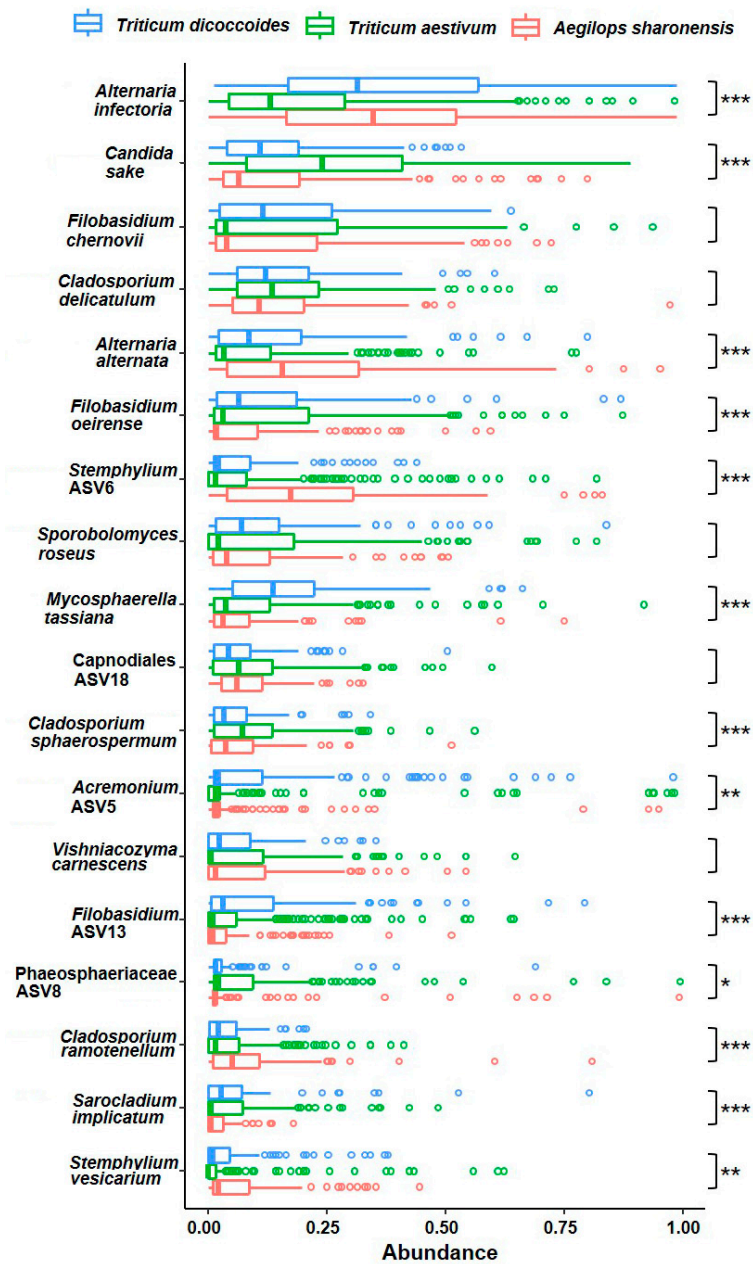 Triticum dicoccoides Triticum aestivum Aegilops sharonensis
Alternaria
infectoria
***
Candida
sake
***
Filobasidium
chernovii
Cladosporium
delicatulum
Alternaria
alternata
***
Filobasidium
oeirense
***
Stemphylium
ASV6
***
Sporobolomyces
roseus
Mycosphaerella
tassiana
***
Capnodiales
ASV18
Cladosporium
sphaerospermum
***
Acremonium
ASV5
**
Vishniacozyma
carnescens
Filobasidium
ASV13
***
Phaeosphaeriaceae
ASV8
*
Cladosporium
ramotenellum
***
Sarocladium
implicatum
***
Stemphylium
vesicarium
**
0.00 0.25 0.50 0.75 1.00
Abundance